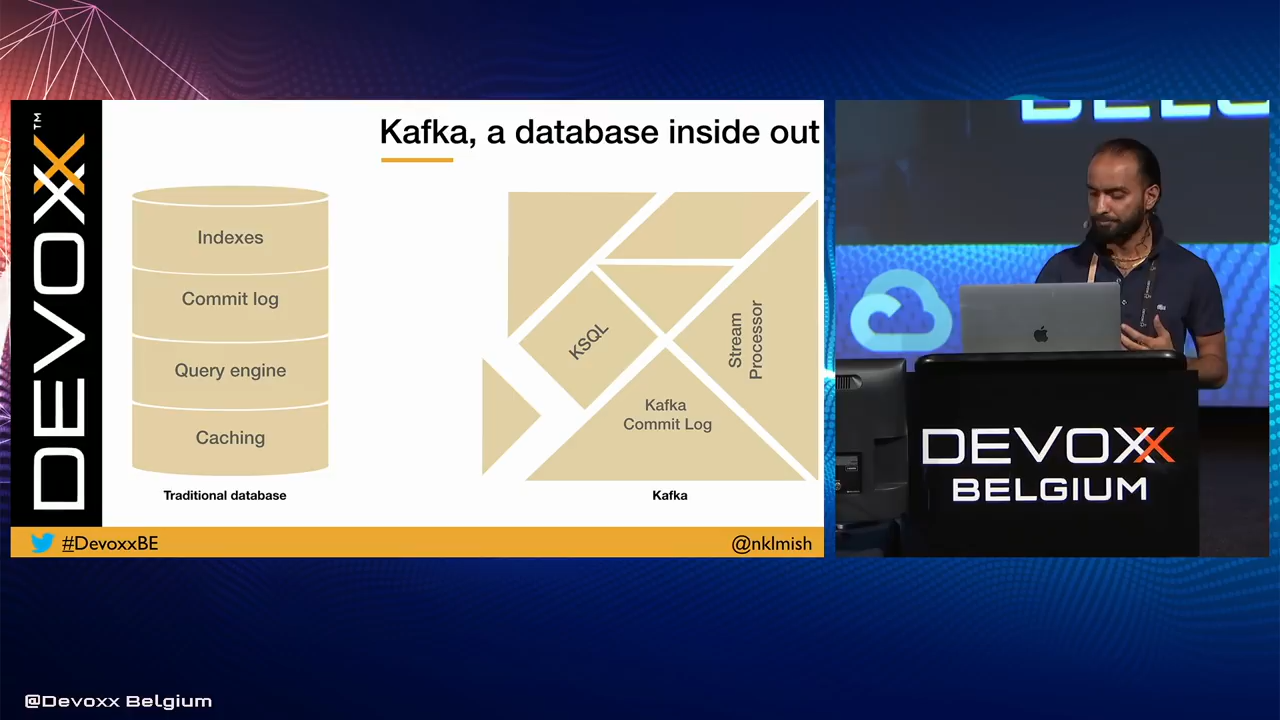 DEVOXX™
Kafka, a database inside out
Indexes
Commit log
Query engine
Caching
Traditional database
KSQL
Stream
Processor
Kafka
Commit Log
Kafka
#DevoxxBE
@nklmish
DEVOXX
BELGIUM
@Devoxx Belgium